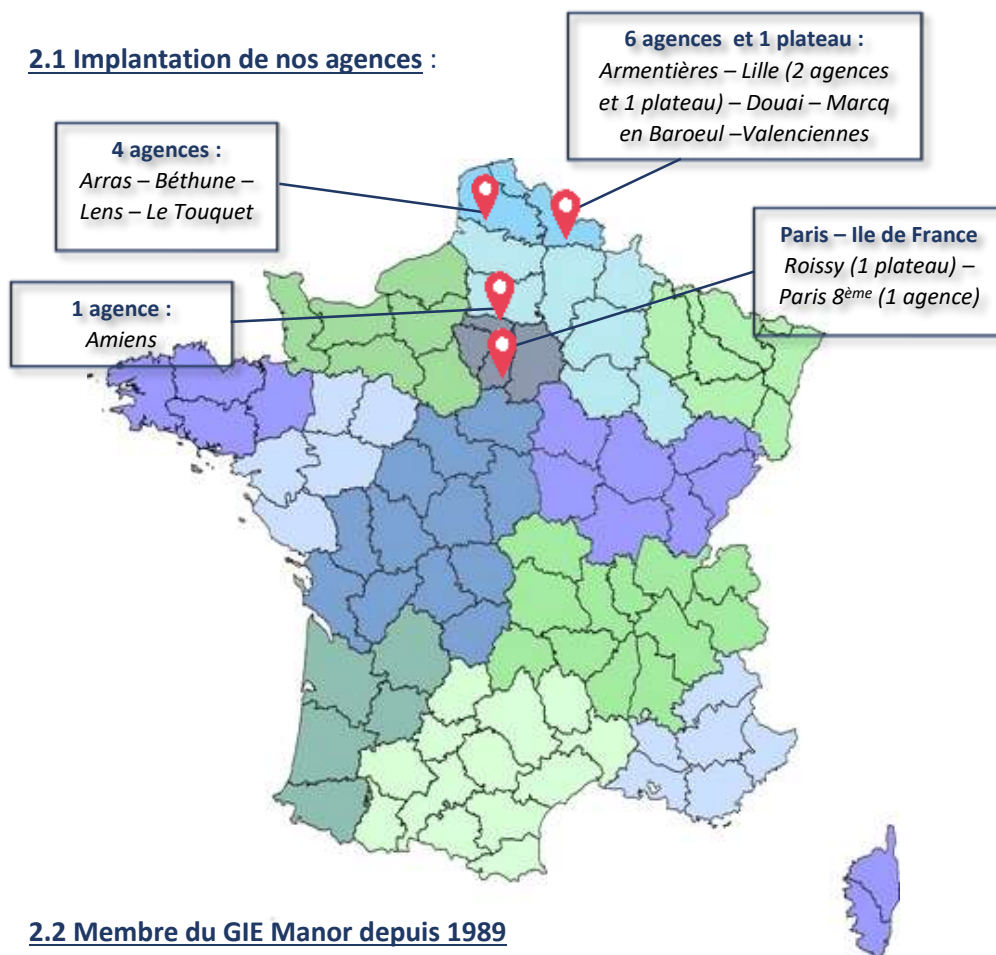 2.1 Implantation de nos agences :
6 agences et 1 plateau :
Armentières – Lille (2 agences
et 1 plateau) – Douai – Marcq
en Baroeul –Valenciennes
4 agences :
Arras – Béthune –
Lens – Le Touquet
Paris – Ile de France
Roissy (1 plateau) –
Paris 8ème (1 agence)
1 agence :
Amiens
2.2 Membre du GIE Manor depuis 1989